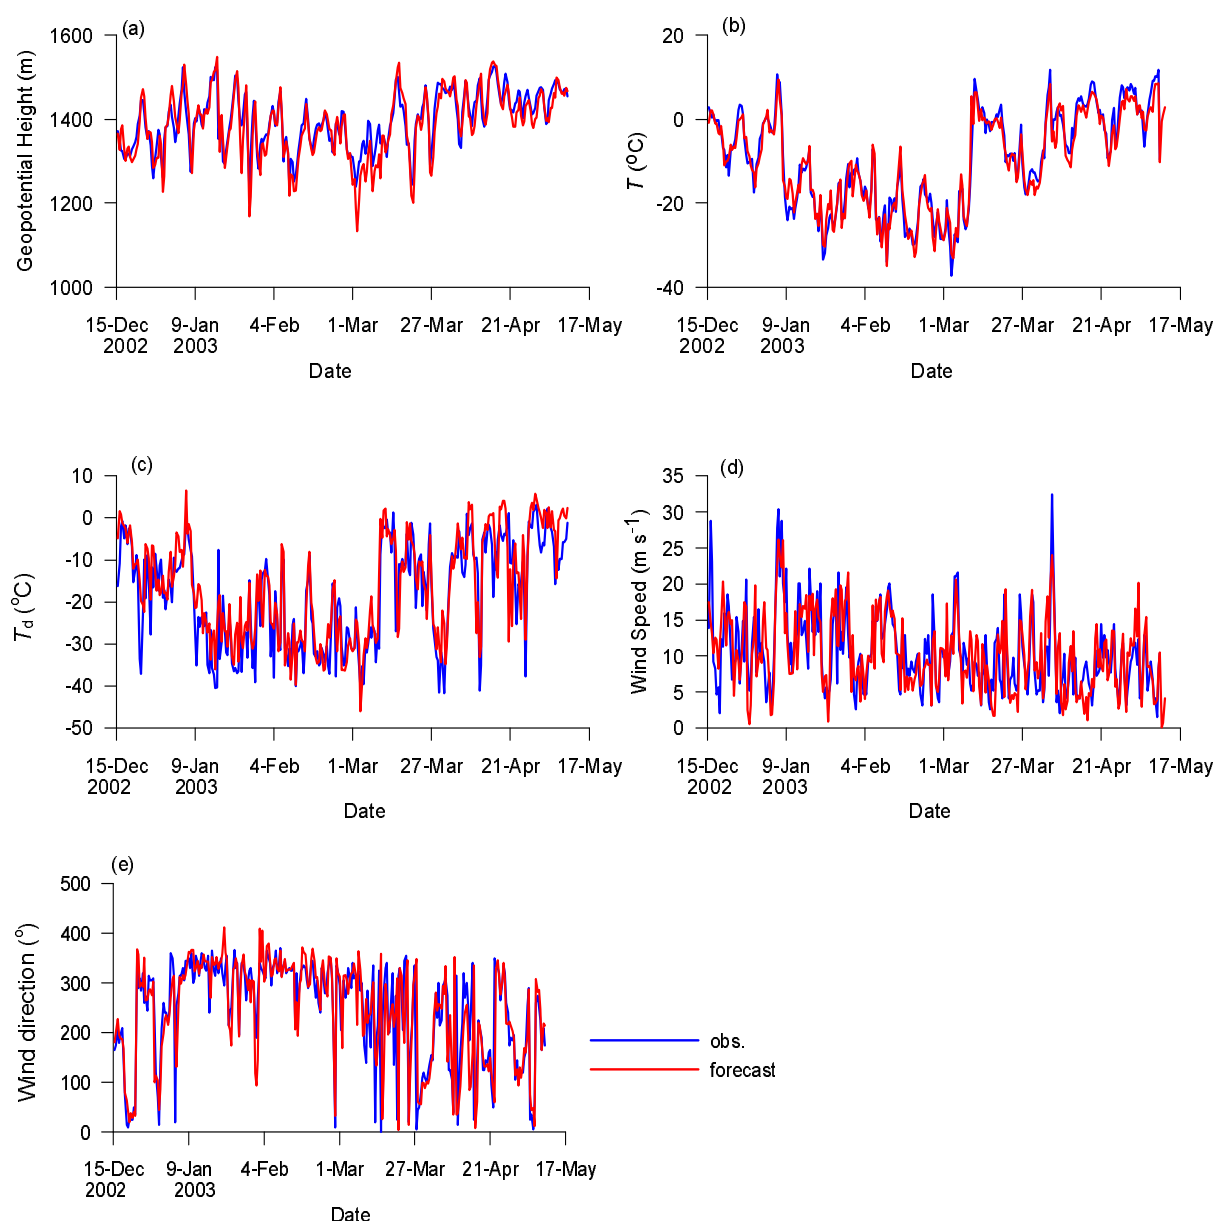 (a)
1600
1400
1200
1000
Geopotential Height (m)
15-Dec 9-Jan 4-Feb 1-Mar 27-Mar 21-Apr 17-May
2002 2003
Date
(b)
20
0
-20
-40
T (°C)
15-Dec 9-Jan 4-Feb 1-Mar 27-Mar 21-Apr 17-May
2002 2003
Date
(c)
10
0
-10
-20
-30
-40
-50
Td (°C)
15-Dec 9-Jan 4-Feb 1-Mar 27-Mar 21-Apr 17-May
2002 2003
Date
(d)
35
30
25
20
15
10
5
0
Wind Speed (m s⁻¹)
15-Dec 9-Jan 4-Feb 1-Mar 27-Mar 21-Apr 17-May
2002 2003
Date
(e)
500
400
300
200
100
0
Wind direction (°)
15-Dec 9-Jan 4-Feb 1-Mar 27-Mar 21-Apr 17-May
2002 2003
Date
obs.
forecast